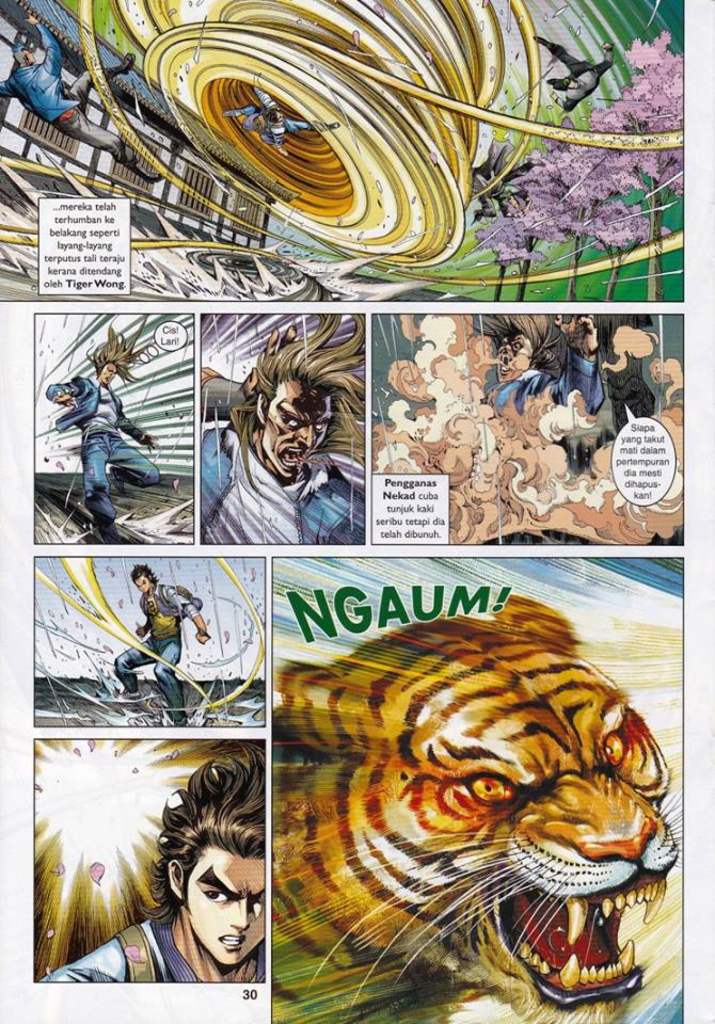 ...mereka telah
terhumban ke
belakang seperti
layang-layang
terputus tali teraju
kerana ditendang
oleh Tiger Wong.
Cis!
Lari!
Pengganas
Nekad cuba
tunjuk kaki
seribu tetapi dia
telah dibunuh.
Siapa
yang takut
mati dalam
pertempuran
dia mesti
dihapus-
kan!
NGAUM!
30